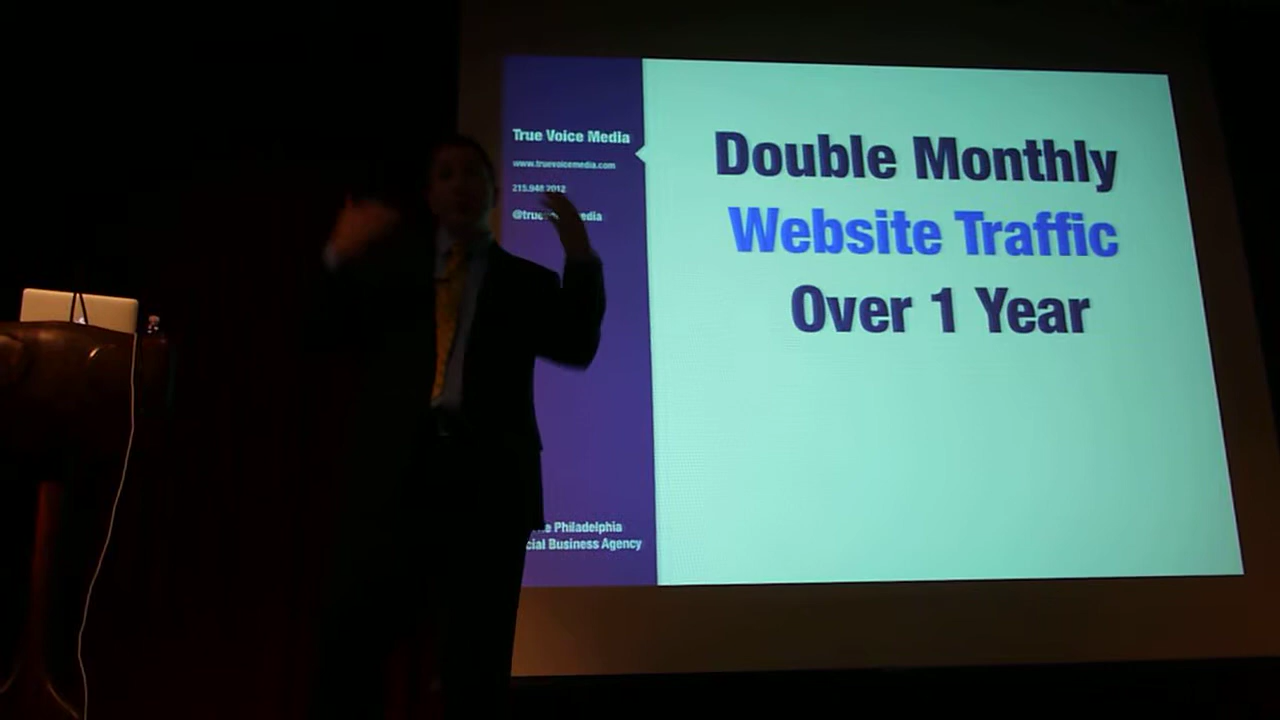 True Voice Media
www.truevoicemedia.com
215.948.2012
Double Monthly
Website Traffic
Over 1 Year
Philadelphia
Business Agency